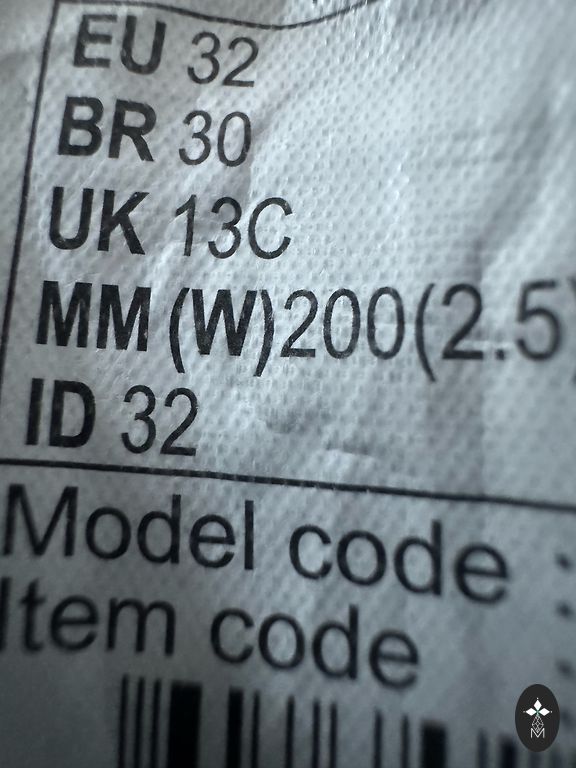 EU 32
BR 30
UK 13C
MM (W)200(2.5)
ID 32
Model code :
Item code :
M